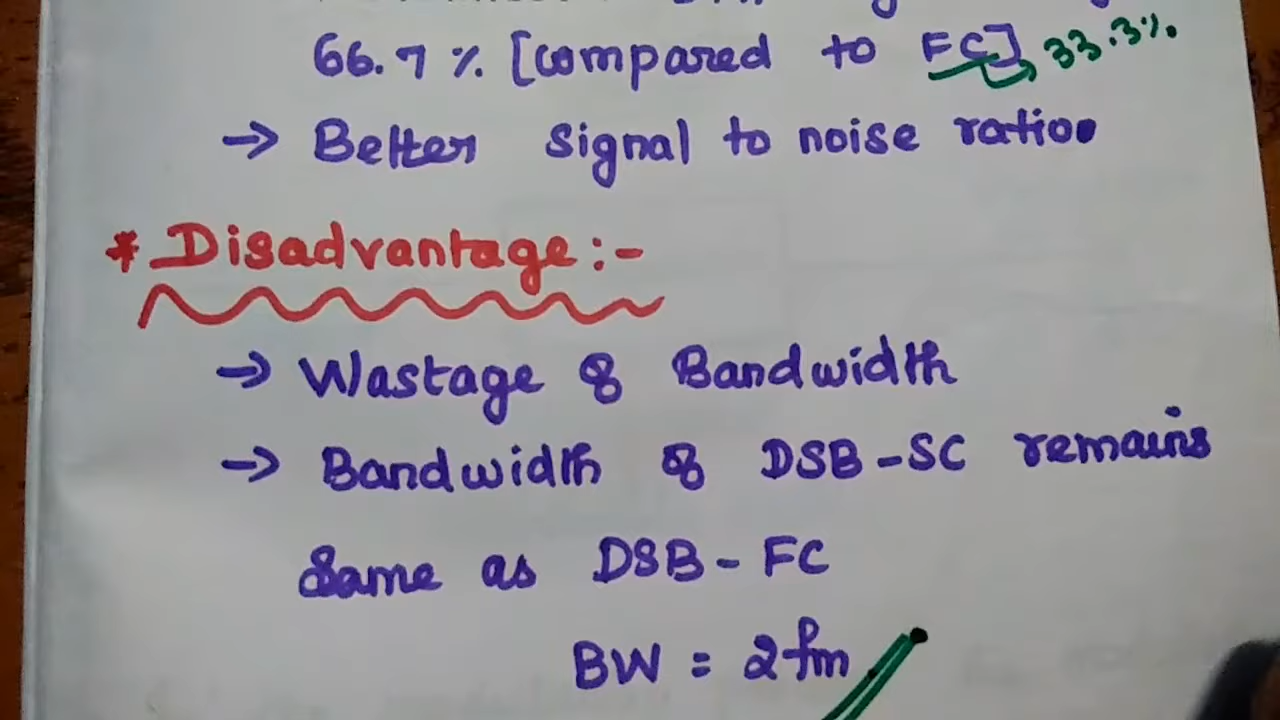 66.7 % [compared to FC] 33.3%
→ Better signal to noise ratio
* Disadvantage:-
→ Wastage of Bandwidth
→ Bandwidth of DSB-SC remains
Same as DSB-FC
BW = 2fm